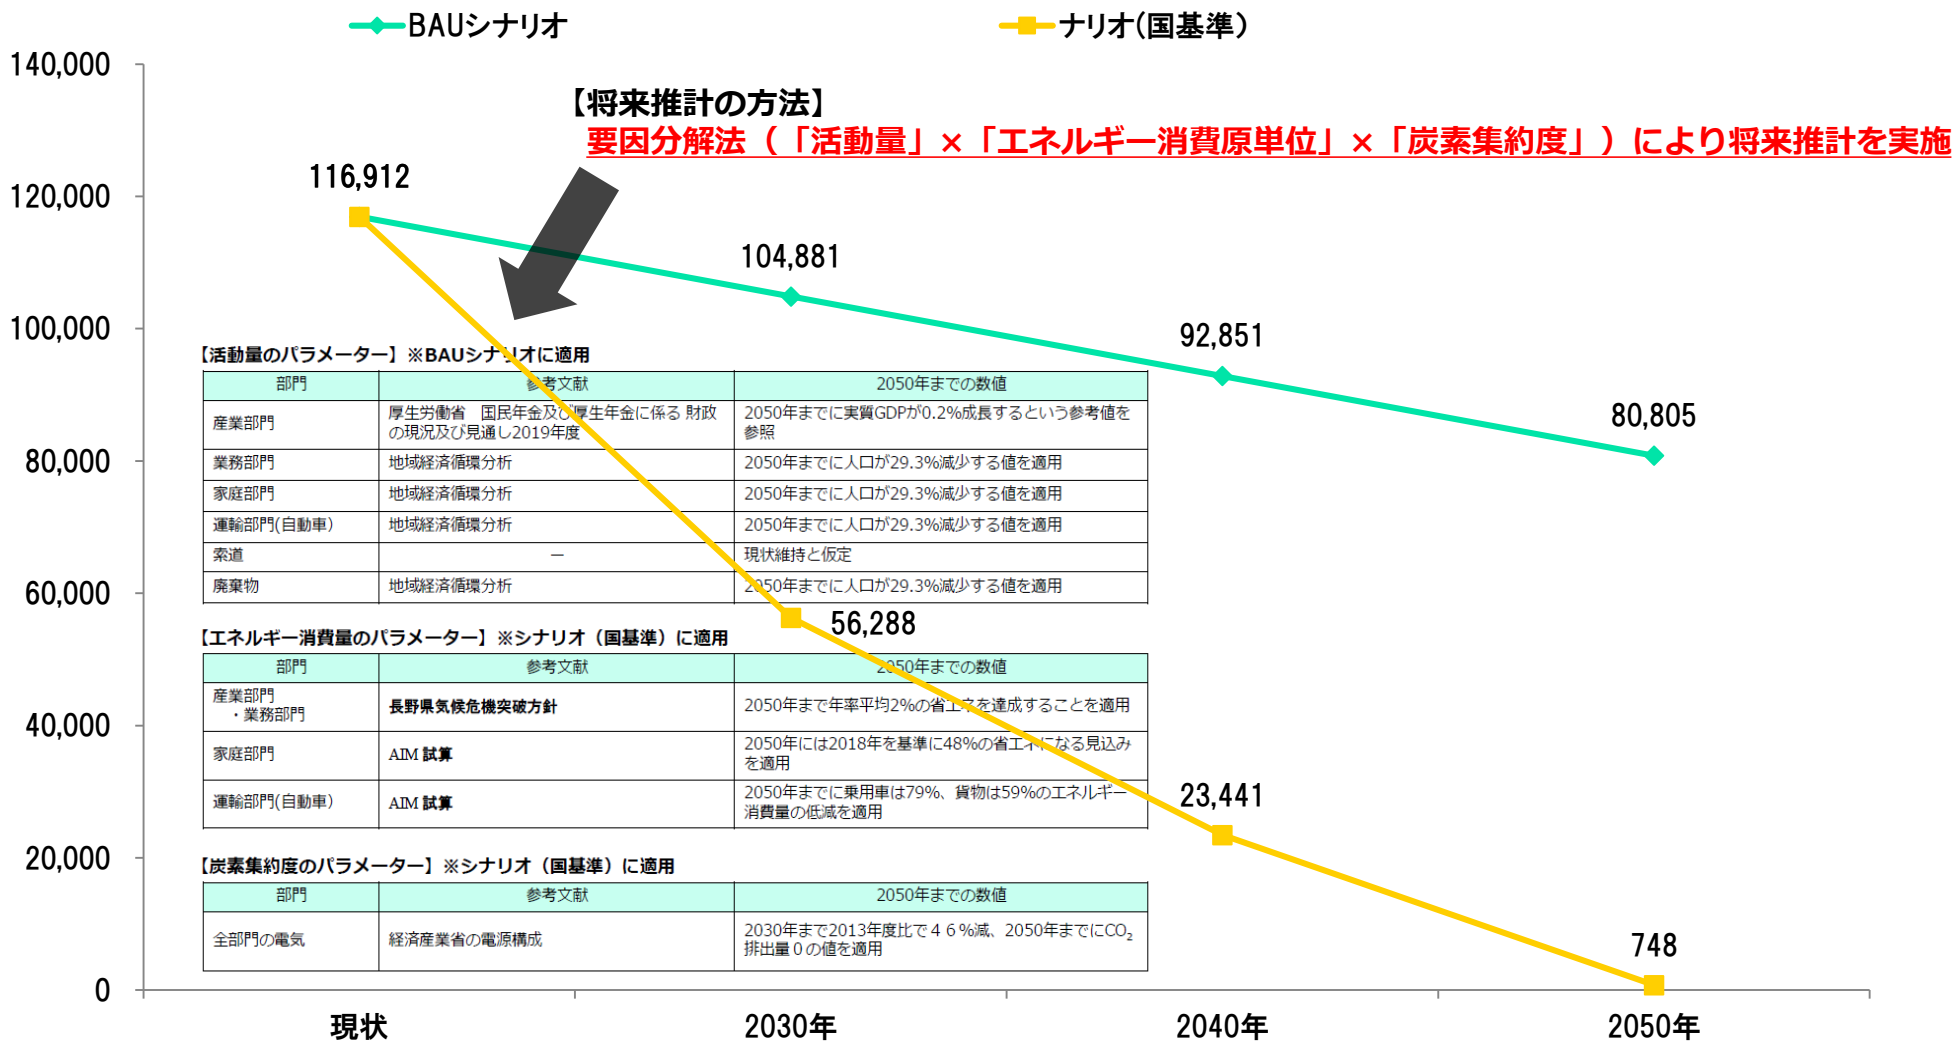 BAUシナリオ
ナリオ(国基準)
140,000
120,000
100,000
80,000
60,000
40,000
20,000
0
【将来推計の方法】
要因分解法（「活動量」×「エネルギー消費原単位」×「炭素集約度」）により将来推計を実施
116,912
104,881
92,851
80,805
56,288
23,441
748
【活動量のパラメーター】※BAUシナリオに適用
部門 参考文献 2050年までの数値
産業部門
厚生労働省　国民年金及び厚生年金に係る 財政
の現況及び見通し2019年度
2050年までに実質GDPが0.2%成長するという参考値を
参照
業務部門 地域経済循環分析 2050年までに人口が29.3%減少する値を適用
家庭部門 地域経済循環分析 2050年までに人口が29.3%減少する値を適用
運輸部門(自動車) 地域経済循環分析 2050年までに人口が29.3%減少する値を適用
索道 ― 現状維持と仮定
廃棄物 地域経済循環分析 2050年までに人口が29.3%減少する値を適用
【エネルギー消費量のパラメーター】※シナリオ（国基準）に適用
部門 参考文献 2050年までの数値
産業部門
・業務部門
長野県気候危機突破方針
2050年まで年率平均2%の省エネを達成することを適用
家庭部門
AIM 試算
2050年には2018年を基準に48%の省エネになる見込み
を適用
運輸部門(自動車)
AIM 試算
2050年までに乗用車は79%、貨物は59%のエネルギー
消費量の低減を適用
【炭素集約度のパラメーター】※シナリオ（国基準）に適用
部門 参考文献 2050年までの数値
全部門の電気
経済産業省の電源構成
2030年まで2013年度比で４６%減、2050年までにCO₂
排出量０の値を適用
現状
2030年
2040年
2050年